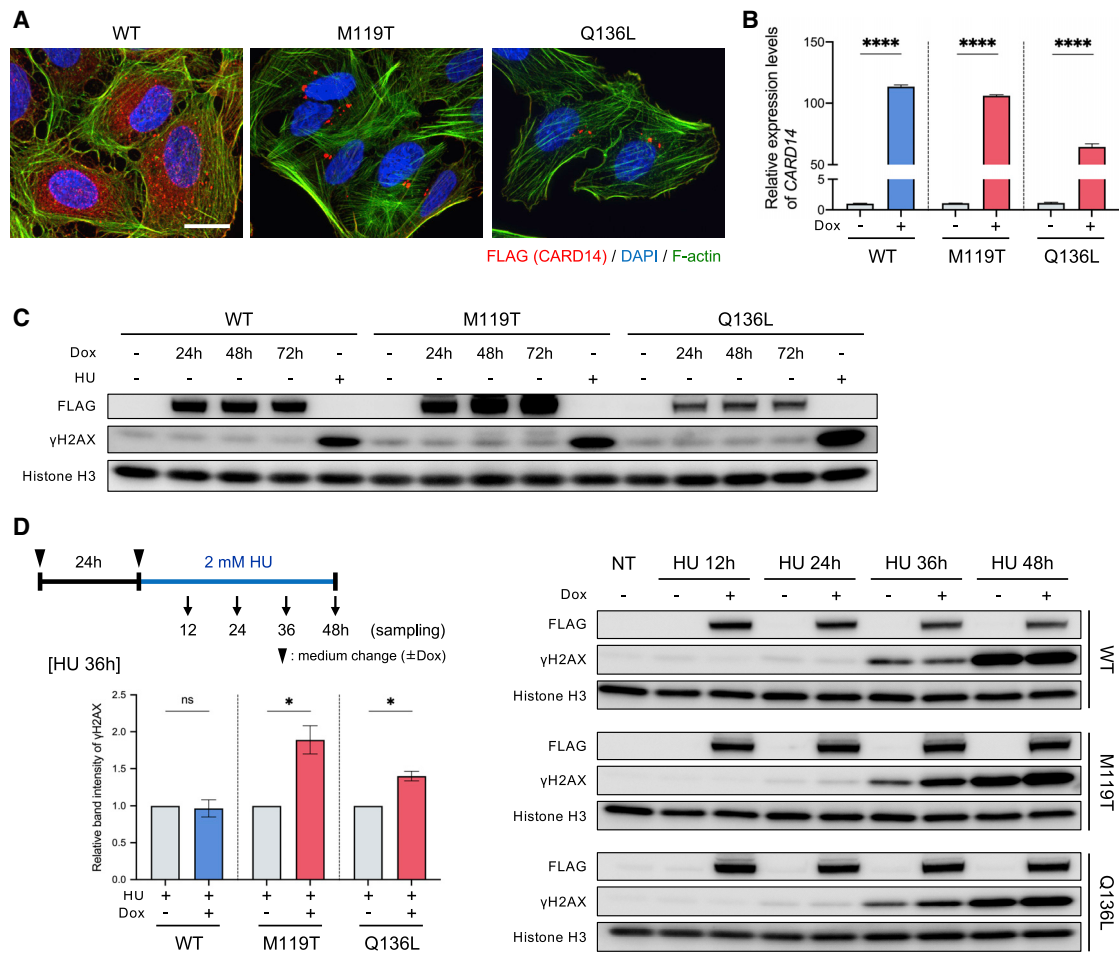 A
WT M119T Q136L
FLAG (CARD14) / DAPI / F-actin
B
Relative expression levels
of CARD14
150
100
50
5
0
**** **** ****
Dox - + - + - +
WT M119T Q136L
C
WT M119T Q136L
Dox - 24h 48h 72h - - 24h 48h 72h - - 24h 48h 72h -
HU - - - - + - - - - + - - - - +
FLAG
γH2AX
Histone H3
D
24h 2 mM HU
12 24 36 48h (sampling)
: medium change (±Dox)
[HU 36h]
Relative band intensity of γH2AX
2.5
2.0
1.5
1.0
0.5
0.0
ns * *
HU + + + + + +
Dox - + - + - +
WT M119T Q136L
NT HU 12h HU 24h HU 36h HU 48h
Dox - - + - + - + - +
FLAG
γH2AX
Histone H3
WT
FLAG
γH2AX
Histone H3
M119T
FLAG
γH2AX
Histone H3
Q136L